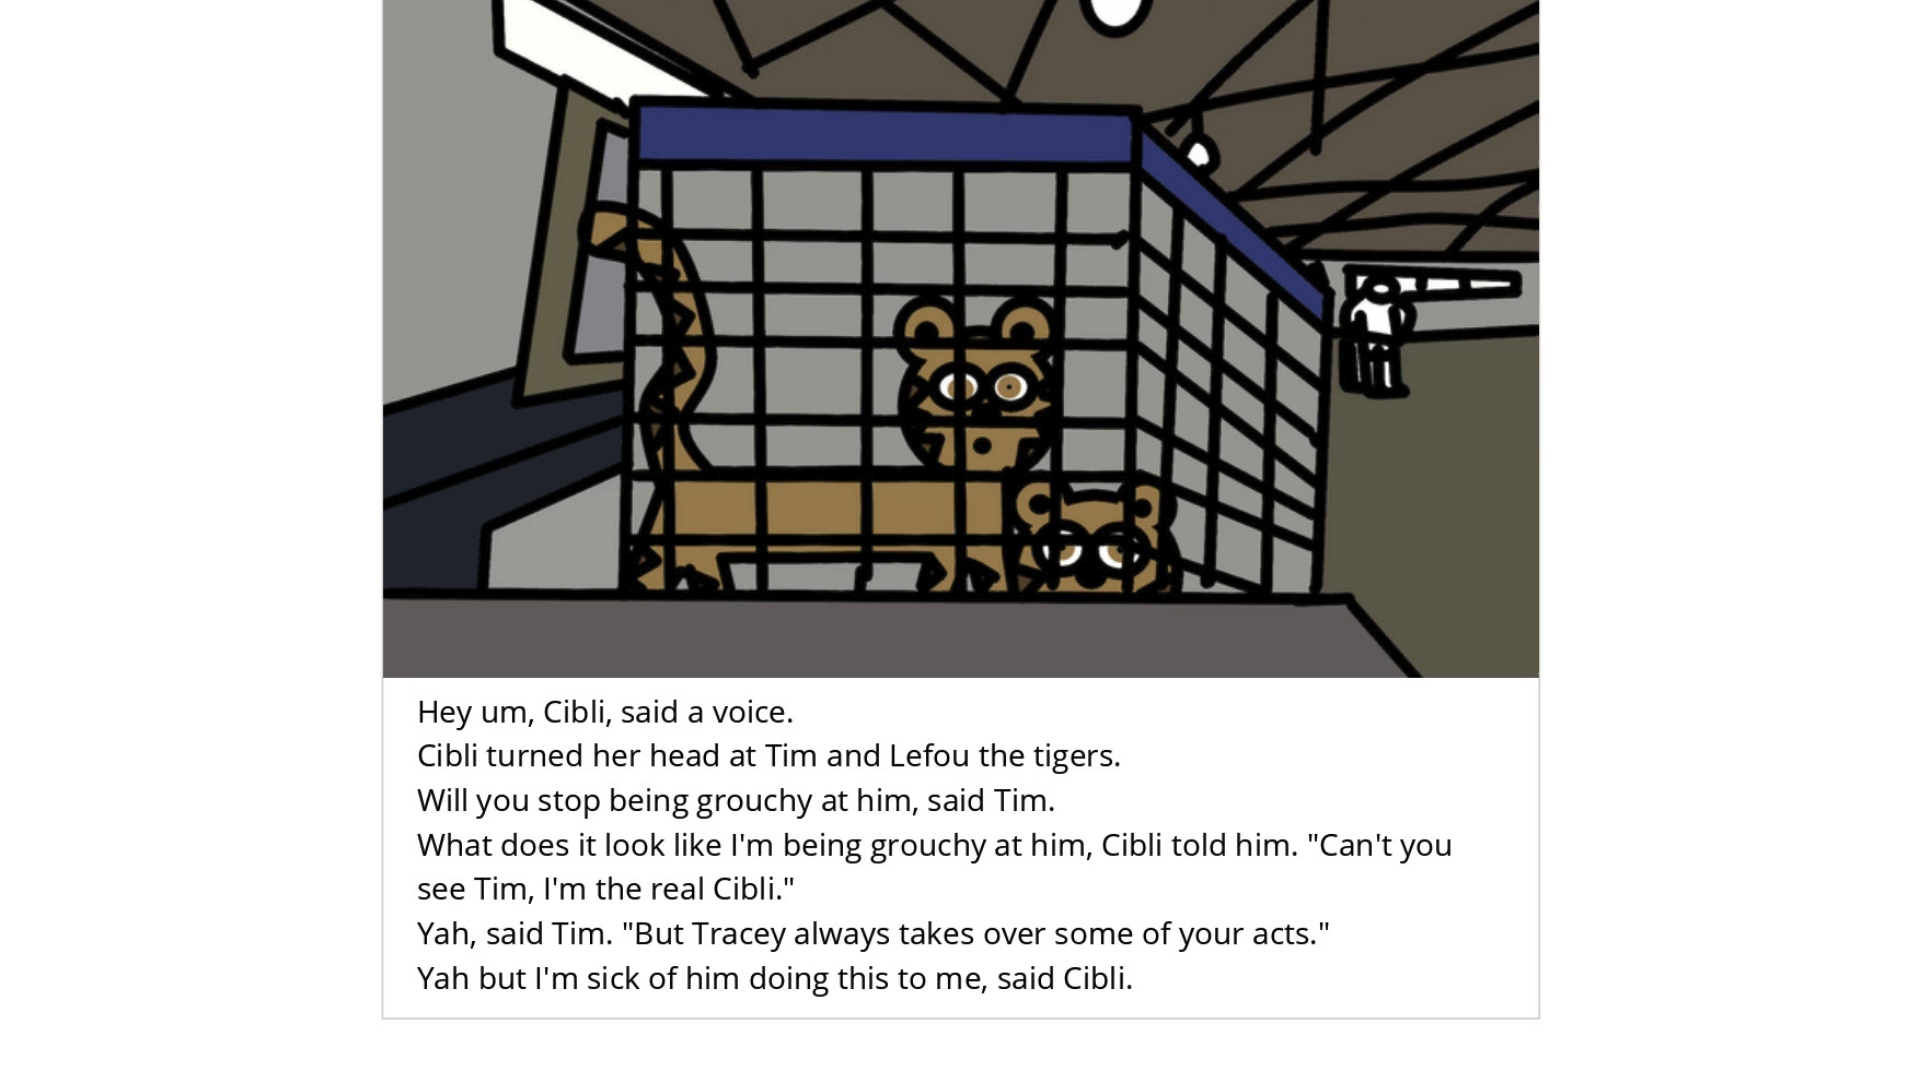 Hey um, Cibli, said a voice.
Cibli turned her head at Tim and Lefou the tigers.
Will you stop being grouchy at him, said Tim.
What does it look like I'm being grouchy at him, Cibli told him. "Can't you
see Tim, I'm the real Cibli."
Yah, said Tim. "But Tracey always takes over some of your acts."
Yah but I'm sick of him doing this to me, said Cibli.